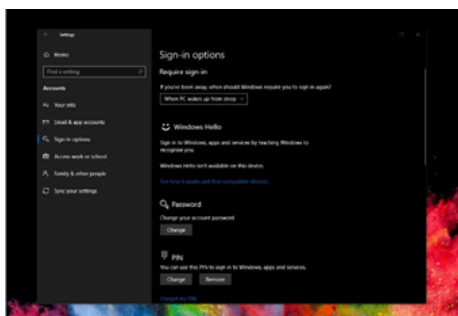 Settings
Home
Find a setting
Accounts
Your info
Email & app accounts
Sign-in options
Access work or school
Family & other people
Sync your settings
Sign-in options
Require sign-in
If you've been away, when should Windows require you to sign in again?
When PC wakes up from sleep
Windows Hello
Sign in to Windows, apps and services by teaching Windows to
recognise you.
Windows Hello isn't available on this device.
See how it works and find compatible devices.
Password
Change your account password
Change
PIN
You can use this PIN to sign in to Windows, apps and services.
Change
Remove
I forgot my PIN